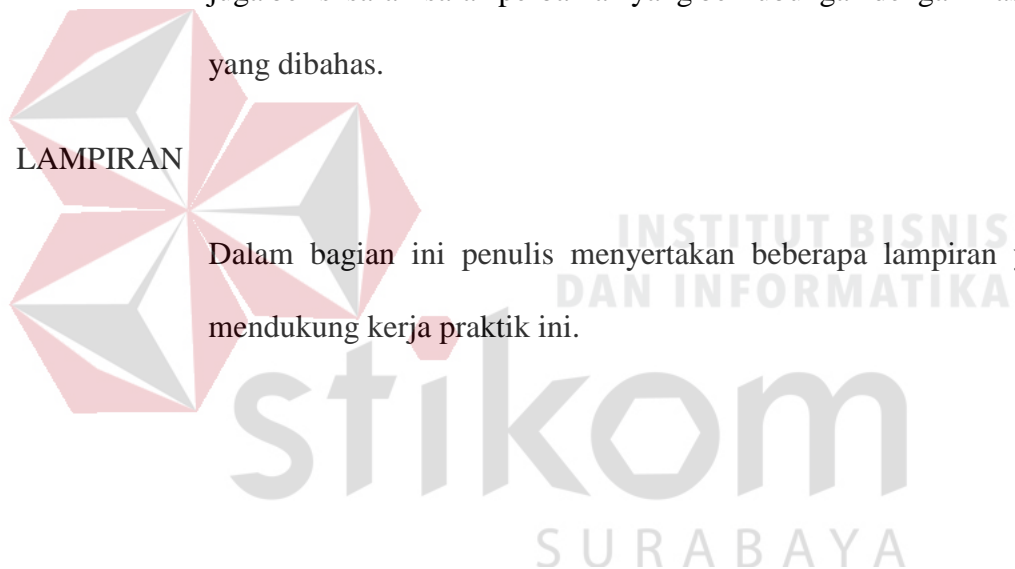 yang dibahas.
LAMPIRAN
INSTITUT BISNIS
Dalam bagian ini penulis menyertakan beberapa lampiran
DAN INFORMATIKA
mendukung kerja praktik ini.
stikom
SURABAYA